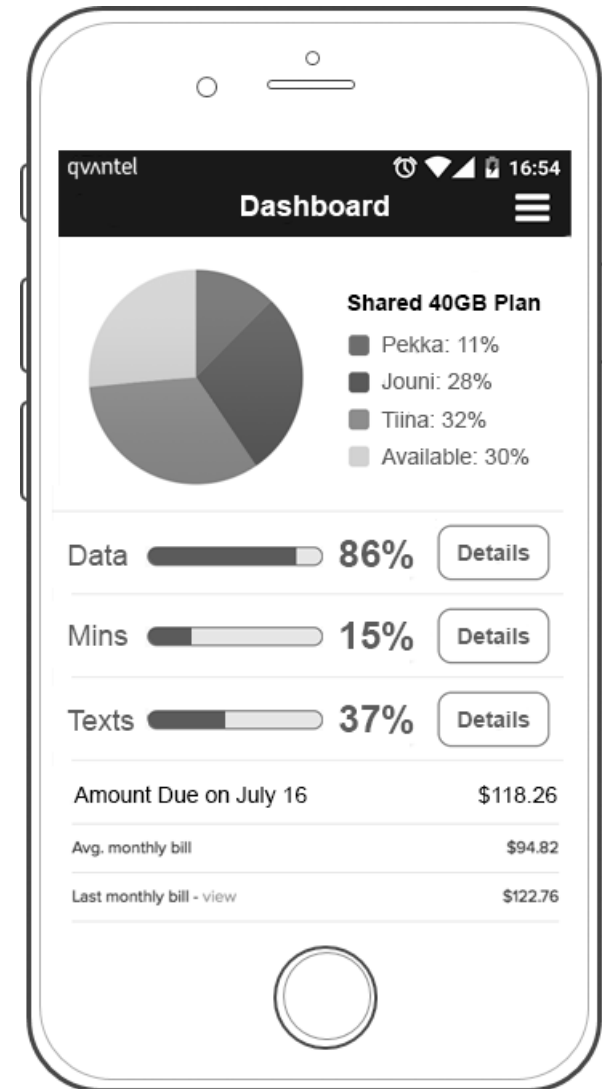 qvʌntel 16:54
Dashboard
Shared 40GB Plan
Pekka: 11%
Jouni: 28%
Tiina: 32%
Available: 30%
Data 86% Details
Mins 15% Details
Texts 37% Details
Amount Due on July 16 $118.26
Avg. monthly bill $94.82
Last monthly bill - view $122.76